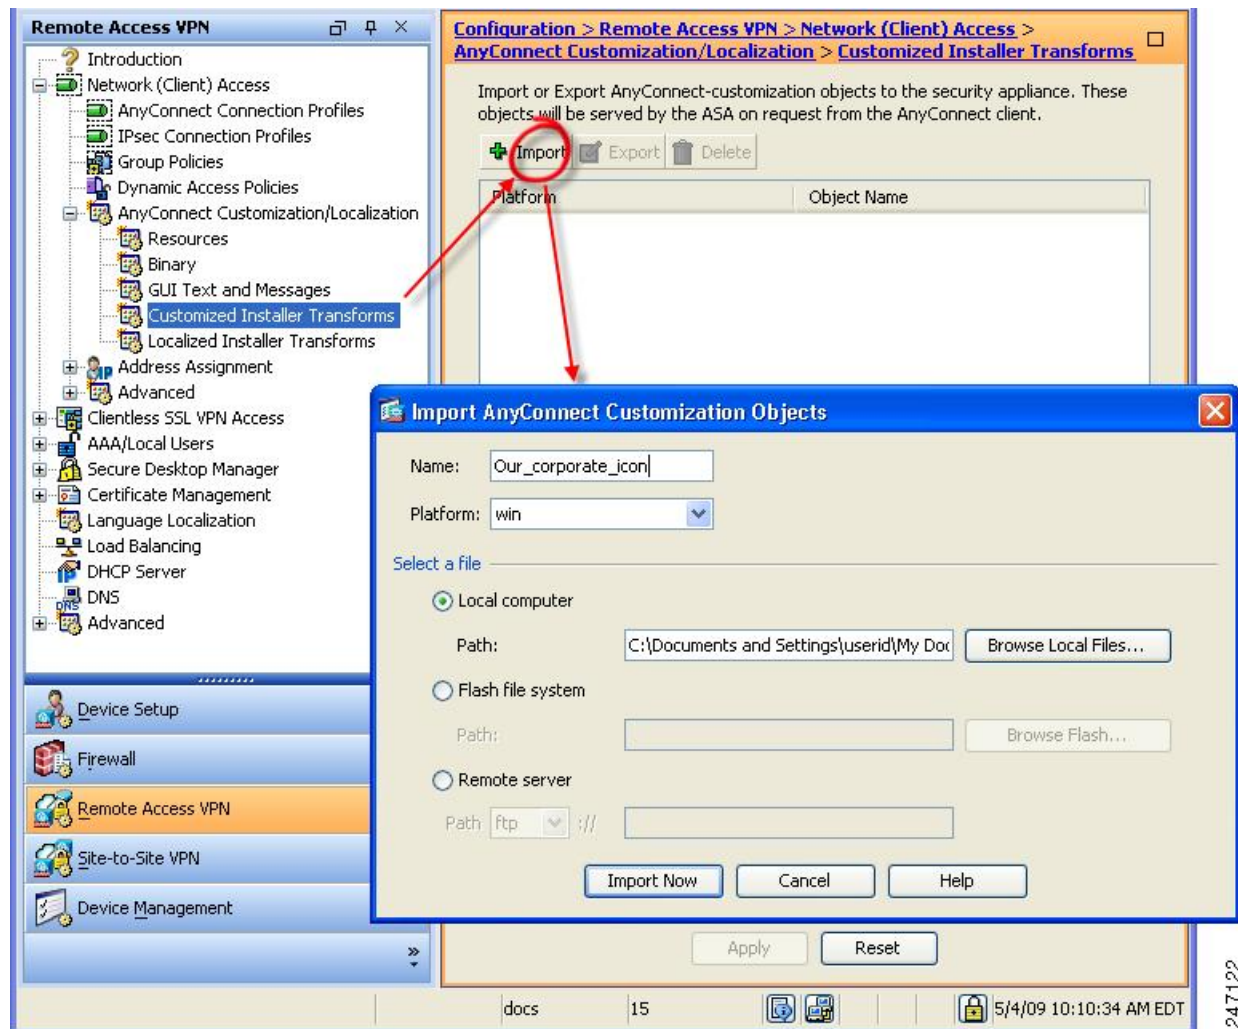 Remote Access VPN
Introduction
Network (Client) Access
AnyConnect Connection Profiles
IPsec Connection Profiles
Group Policies
Dynamic Access Policies
AnyConnect Customization/Localization
Resources
Binary
GUI Text and Messages
Customized Installer Transforms
Localized Installer Transforms
Address Assignment
Advanced
Clientless SSL VPN Access
AAA/Local Users
Secure Desktop Manager
Certificate Management
Language Localization
Load Balancing
DHCP Server
DNS
Advanced
Device Setup
Firewall
Remote Access VPN
Site-to-Site VPN
Device Management
Configuration > Remote Access VPN > Network (Client) Access >
AnyConnect Customization/Localization > Customized Installer Transforms
Import or Export AnyConnect-customization objects to the security appliance. These
objects will be served by the ASA on request from the AnyConnect client.
Import Export Delete
Platform Object Name
Import AnyConnect Customization Objects
Name: Our_corporate_icon
Platform: win
Select a file
Local computer
Path: C:\Documents and Settings\userid\My Doc Browse Local Files...
Flash file system
Path: Browse Flash...
Remote server
Path ftp ://
Import Now Cancel Help
Apply Reset
docs 15 5/4/09 10:10:34 AM EDT
247122